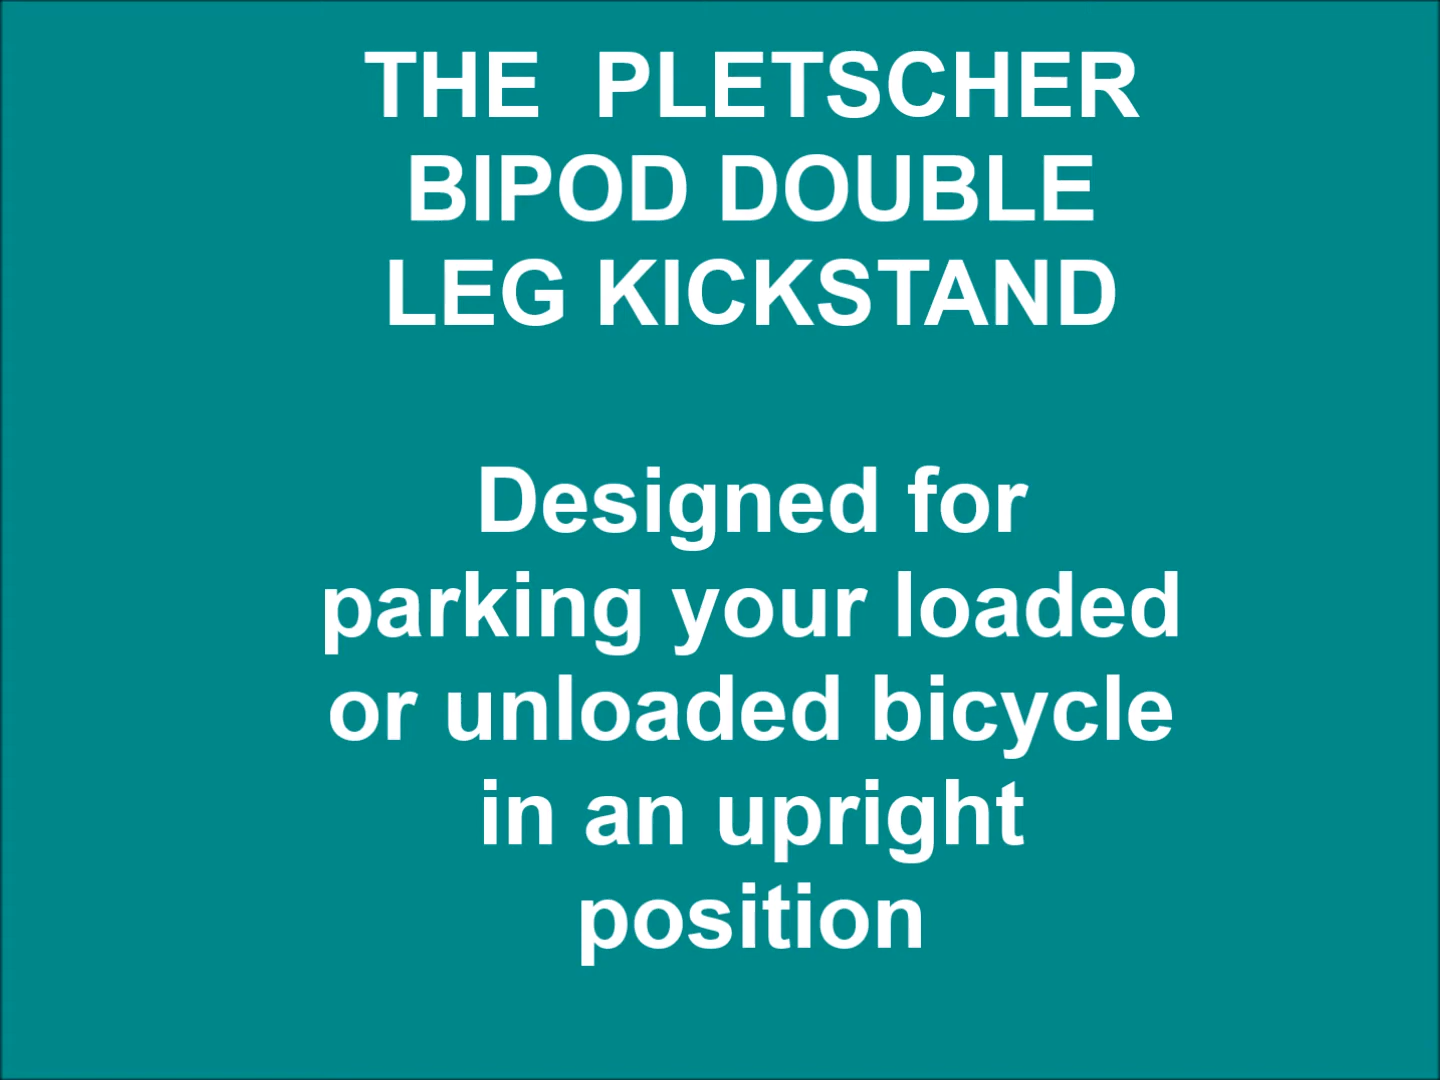 THE  PLETSCHER
BIPOD DOUBLE
LEG KICKSTAND
Designed for
parking your loaded
or unloaded bicycle
in an upright
position